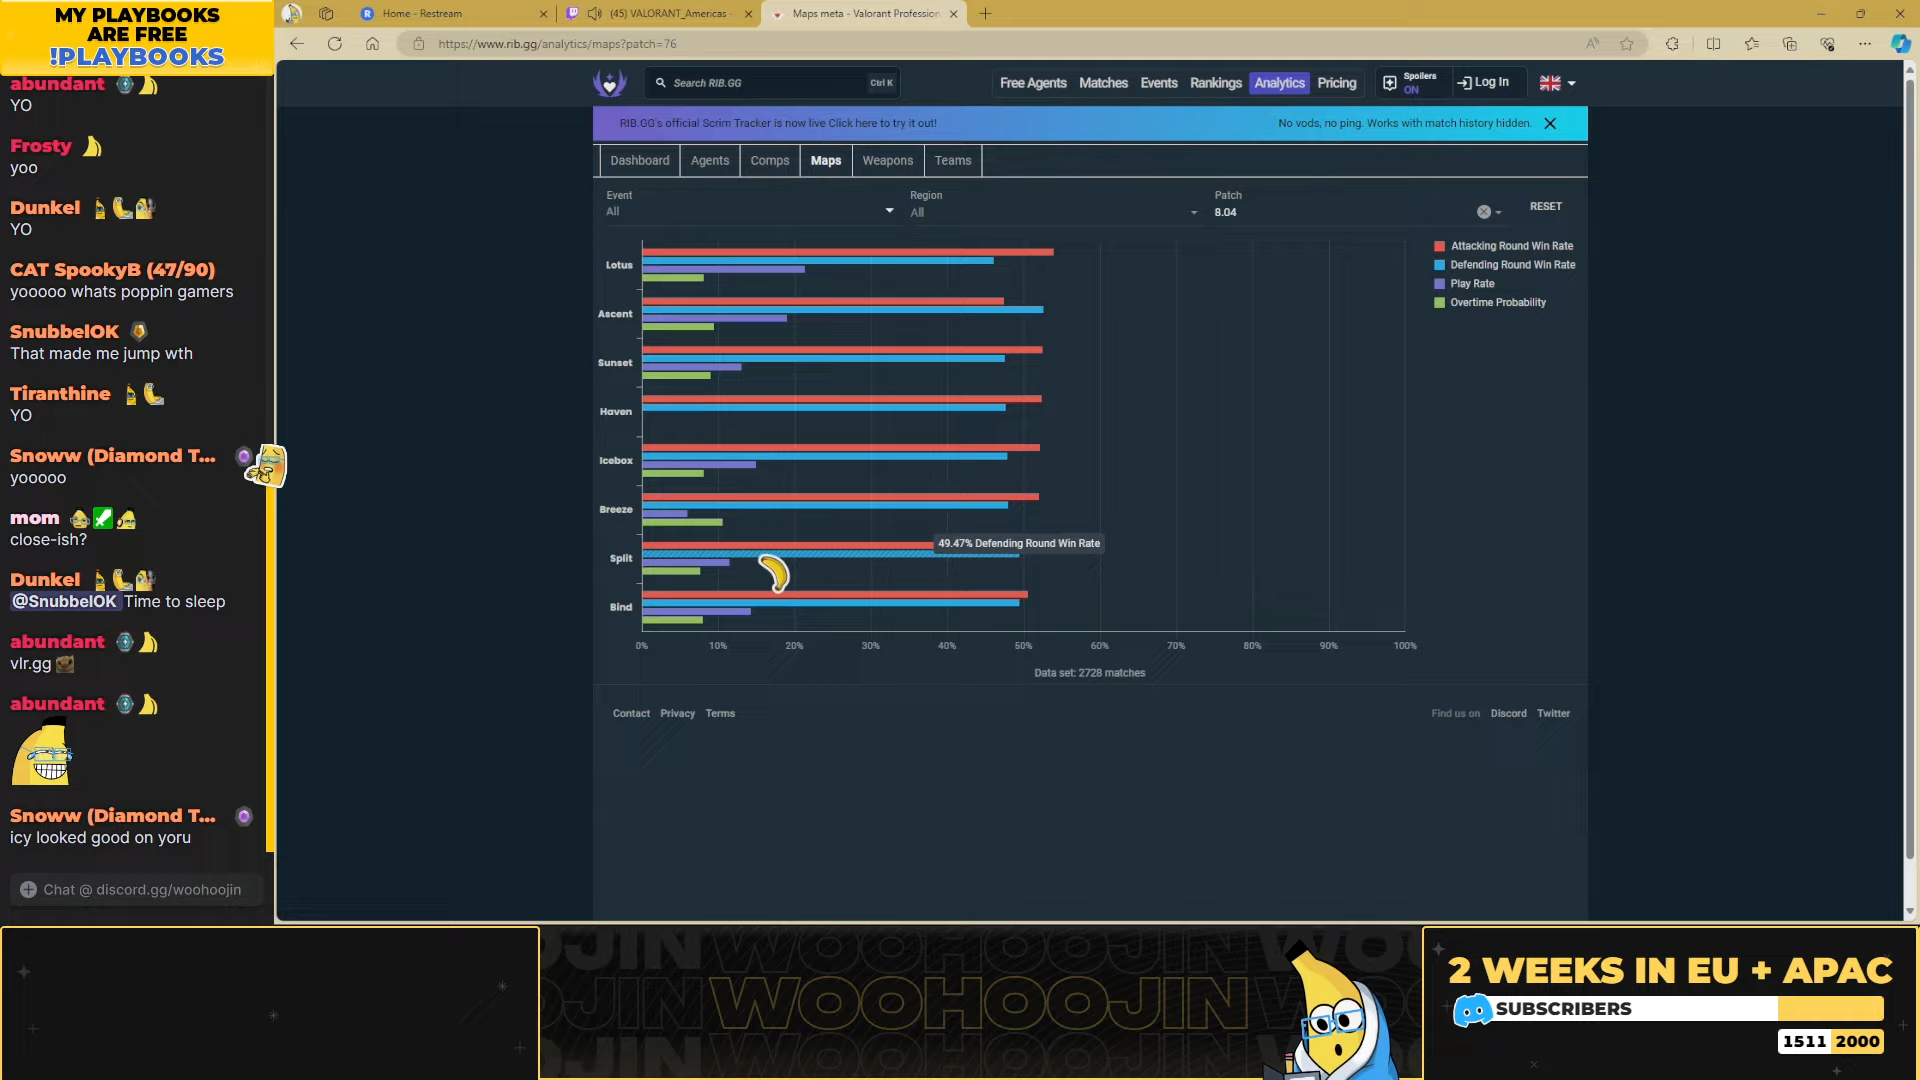 MY PLAYBOOKS
ARE FREE
!PLAYBOOKS
abundant
YO
Frosty
yoo
Dunkel
YO
CAT SpookyB (47/90)
yooooo whats poppin gamers
SnubbelOK
That made me jump wth
Tiranthine
YO
Snoww (Diamond T...
yooooo
mom
close-ish?
Dunkel
@SnubbelOK Time to sleep
abundant
vlr.gg
abundant
Snoww (Diamond T...
icy looked good on yoru
Chat @ discord.gg/woohoojin
Home - Restream
(45) VALORANT_Americas -
Maps meta - Valorant Profession
https://www.rib.gg/analytics/maps?patch=76
Search RIB.GG
Ctrl K
Free Agents
Matches
Events
Rankings
Analytics
Pricing
Spoilers
ON
Log In
RIB.GG's official Scrim Tracker is now live Click here to try it out!
No vods, no ping. Works with match history hidden.
Dashboard
Agents
Comps
Maps
Weapons
Teams
Event
All
Region
All
Patch
8.04
RESET
Attacking Round Win Rate
Defending Round Win Rate
Play Rate
Overtime Probability
Lotus
Ascent
Sunset
Haven
Icebox
Breeze
Split
Bind
49.47% Defending Round Win Rate
0%
10%
20%
30%
40%
50%
60%
70%
80%
90%
100%
Data set: 2728 matches
Contact
Privacy
Terms
Find us on
Discord
Twitter
OJINWOOHOOJINWOO
OJINWOOHOOJIN
WOOHOOJIN
2 WEEKS IN EU + APAC
SUBSCRIBERS
1511 2000